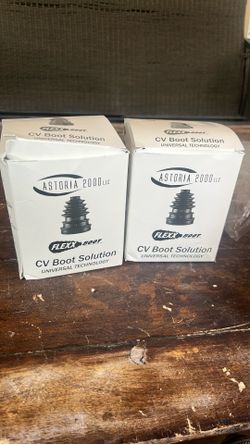 ASTORIA 2000 LLC
FLEXX BOOT
CV Boot Solution
UNIVERSAL TECHNOLOGY
ASTORIA 2000 LLC
FLEXX BOOT
CV Boot Solution
UNIVERSAL TECHNOLOGY